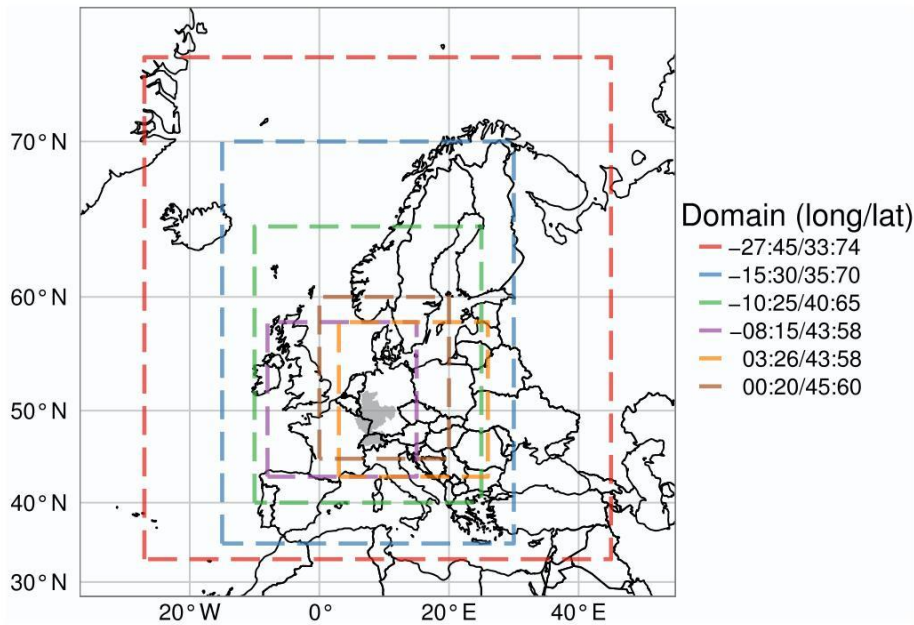 70° N
60° N
50° N
40° N
30° N
20° W
0°
20° E
40° E
Domain (long/lat)
−27:45/33:74
−15:30/35:70
−10:25/40:65
−08:15/43:58
03:26/43:58
00:20/45:60